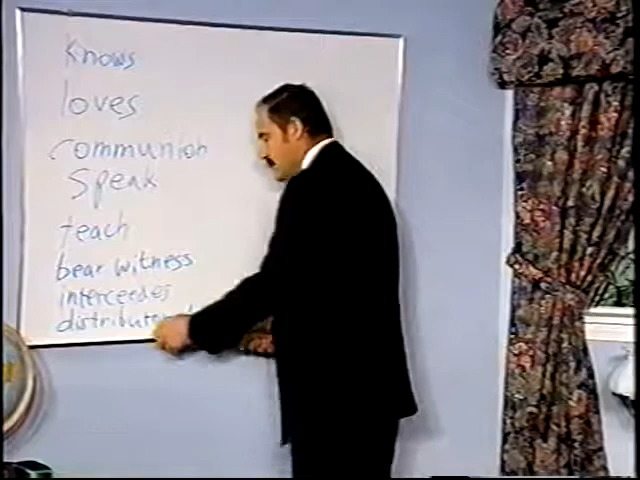 Knows
loves
communion
Speak
teach
bear witness
intercedes